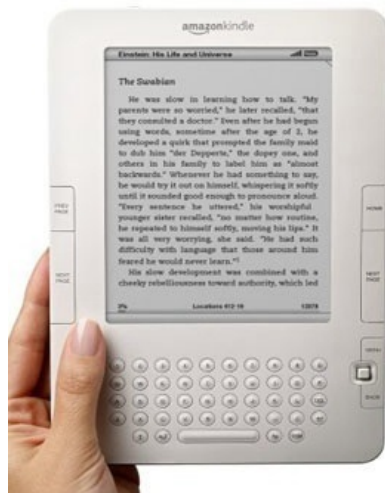 amazonkindle
Einstein: His Life and Universe
The Swabian
He was slow in learning how to talk. "My
parents were so worried," he later recalled, "that
they consulted a doctor." Even after he had begun
using words, sometime after the age of 2, he
developed a quirk that prompted the family maid
to dub him "der Depperte," the dopey one, and
others in his family to label him as "almost
backwards." Whenever he had something to say,
he would try it out on himself, whispering it softly
until it sounded good enough to pronounce aloud.
"Every sentence he uttered," his worshipful
younger sister recalled, "no matter how routine,
he repeated to himself softly, moving his lips." It
was all very worrying, she said. "He had such
difficulty with language that those around him
feared he would never learn."
His slow development was combined with a
cheeky rebelliousness toward authority, which led
Locations 412-18
PREV
PAGE
HOME
NEXT
PAGE
NEXT
PAGE
MENU
BACK